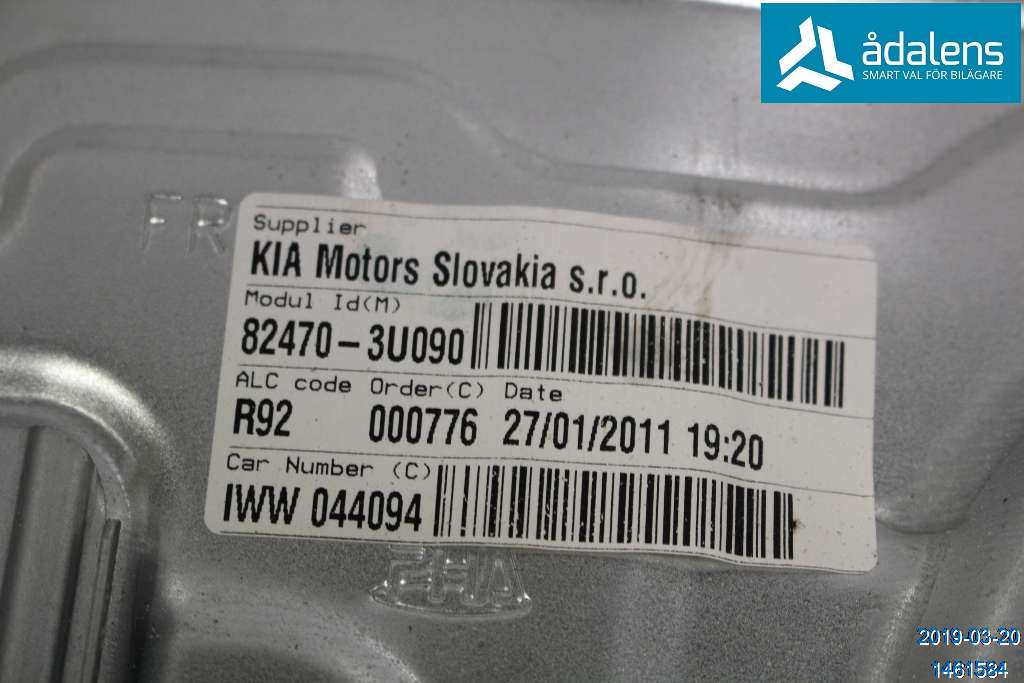 ådalens
SMART VAL FÖR BILÄGARE
FR
Supplier
KIA Motors Slovakia s.r.o.
Modul Id(M)
82470-3U090
ALC code Order(C) Date
R92 000776 27/01/2011 19:20
Car Number (C)
IWW 044094
2019-03-20
1461584